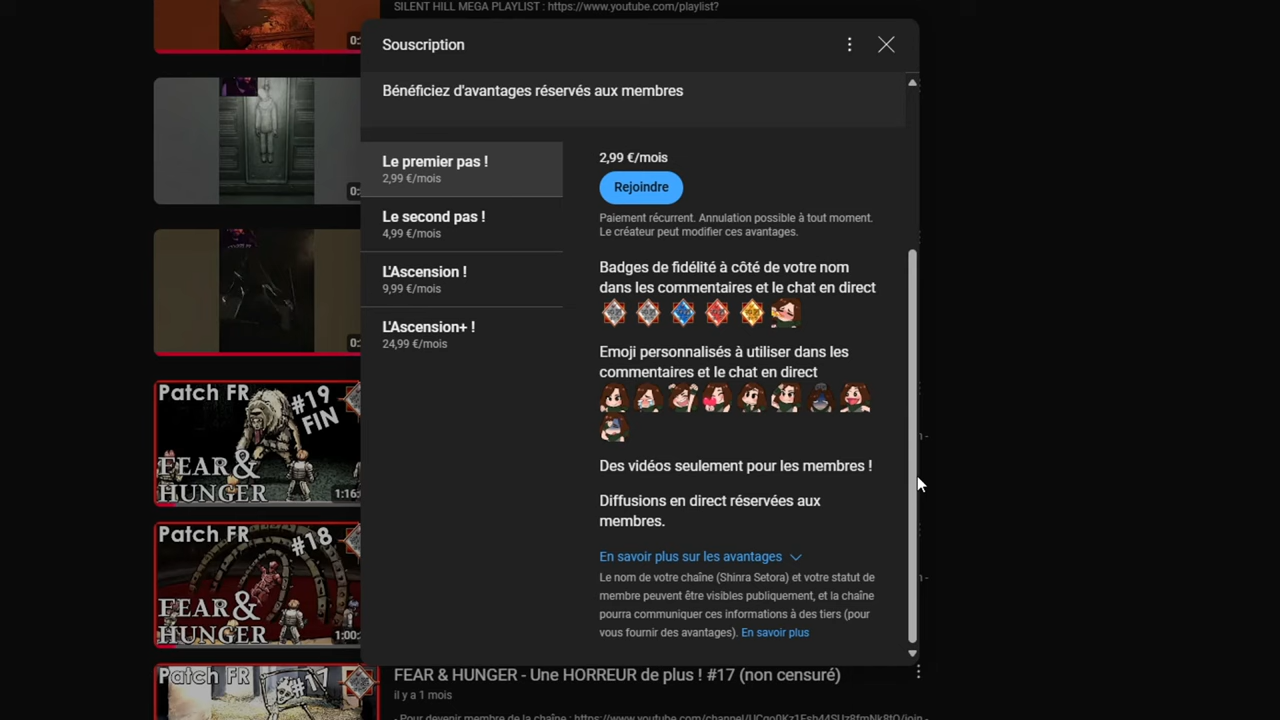 SILENT HILL MEGA PLAYLIST : https://www.youtube.com/playlist?
Souscription
Bénéficiez d'avantages réservés aux membres
Le premier pas !
2,99 €/mois
Le second pas !
4,99 €/mois
L'Ascension !
9,99 €/mois
L'Ascension+ !
24,99 €/mois
2,99 €/mois
Rejoindre
Paiement récurrent. Annulation possible à tout moment.
Le créateur peut modifier ces avantages.
Badges de fidélité à côté de votre nom
dans les commentaires et le chat en direct
Emoji personnalisés à utiliser dans les
commentaires et le chat en direct
Des vidéos seulement pour les membres !
Diffusions en direct réservées aux
membres.
En savoir plus sur les avantages
Le nom de votre chaîne (Shinra Setora) et votre statut de
membre peuvent être visibles publiquement, et la chaîne
pourra communiquer ces informations à des tiers (pour
vous fournir des avantages). En savoir plus
Patch FR
#19
FIN
FEAR &
HUNGER
1:16:
Patch FR
#18
FEAR &
HUNGER
1:00:
Patch FR
#17
FEAR & HUNGER - Une HORREUR de plus ! #17 (non censuré)
il y a 1 mois
- Pour devenir membre de la chaîne :